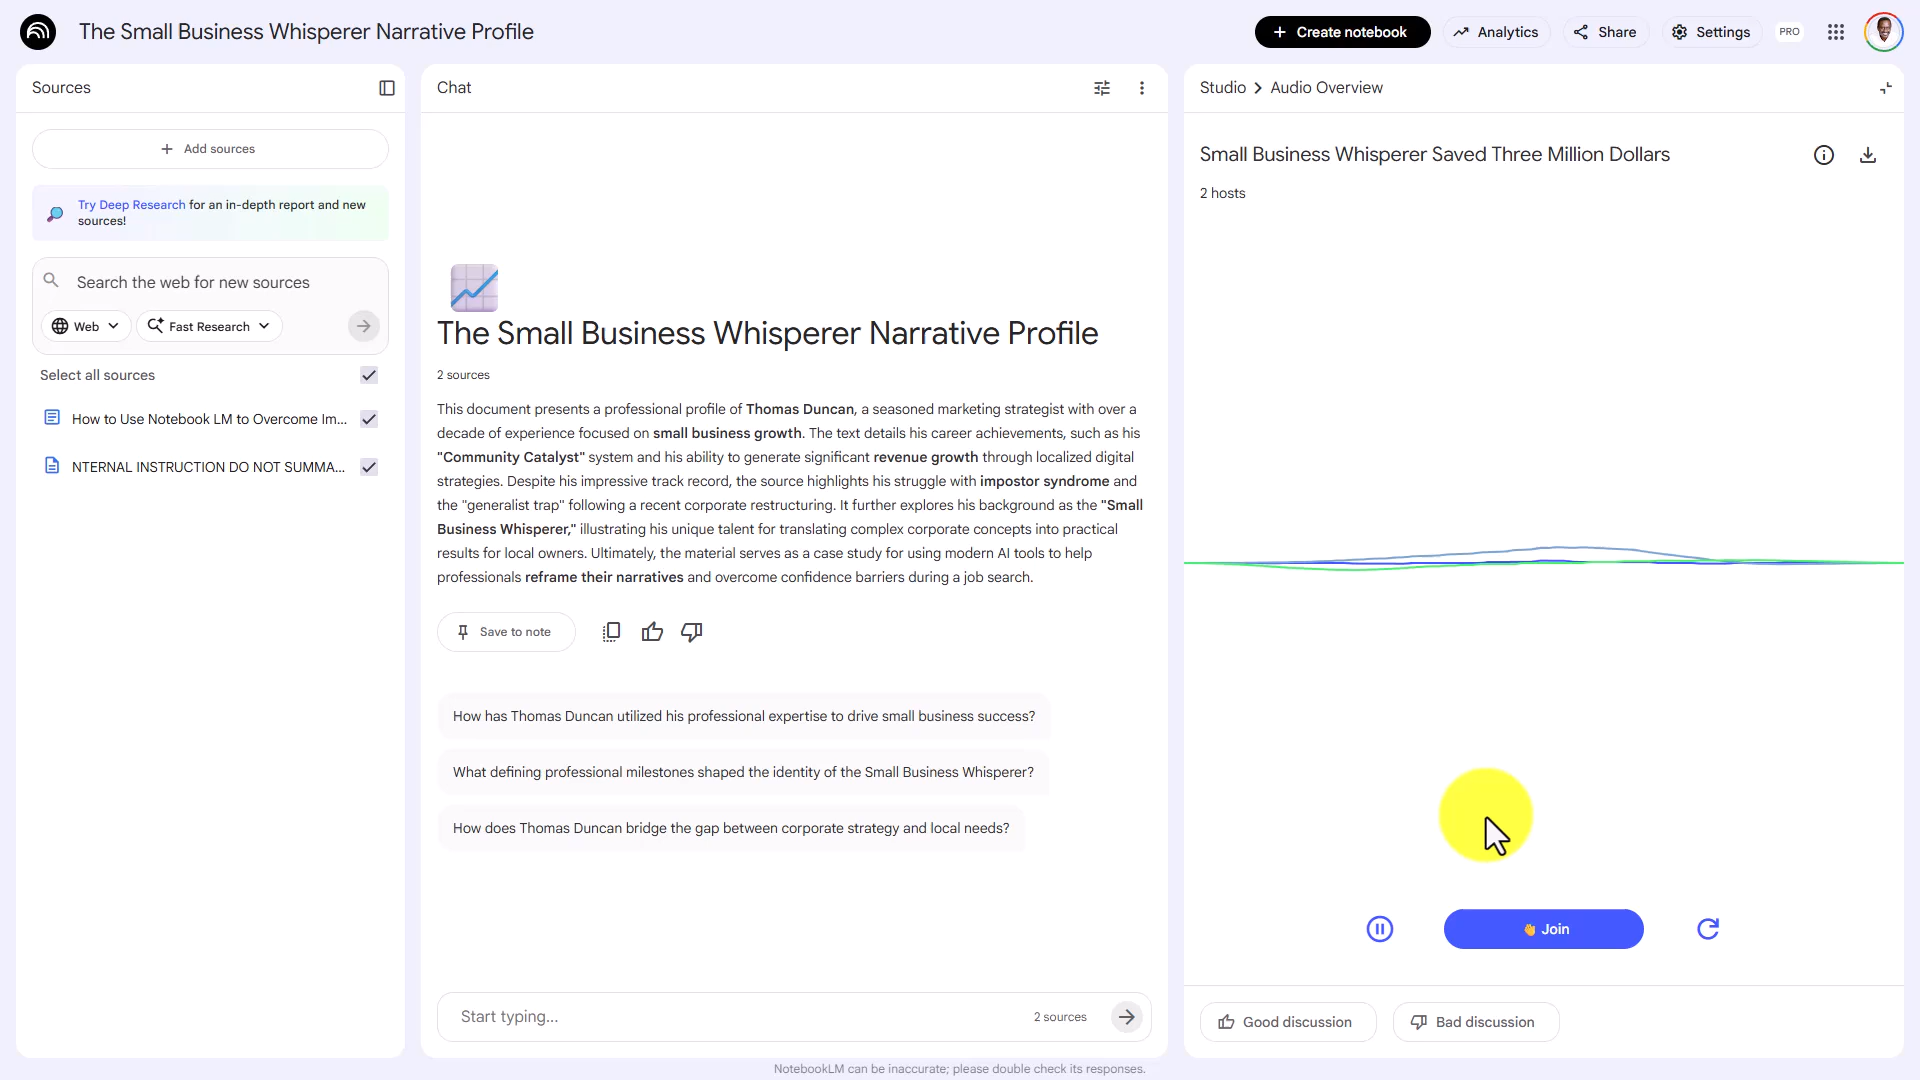 The Small Business Whisperer Narrative Profile
Create notebook
Analytics
Share
Settings
PRO
Sources
Add sources
Try Deep Research for an in-depth report and new
sources!
Search the web for new sources
Web
Fast Research
Select all sources
How to Use Notebook LM to Overcome Im...
NTERNAL INSTRUCTION DO NOT SUMMA...
Chat
The Small Business Whisperer Narrative Profile
2 sources
This document presents a professional profile of Thomas Duncan, a seasoned marketing strategist with over a
decade of experience focused on small business growth. The text details his career achievements, such as his
"Community Catalyst" system and his ability to generate significant revenue growth through localized digital
strategies. Despite his impressive track record, the source highlights his struggle with impostor syndrome and
the "generalist trap" following a recent corporate restructuring. It further explores his background as the "Small
Business Whisperer," illustrating his unique talent for translating complex corporate concepts into practical
results for local owners. Ultimately, the material serves as a case study for using modern AI tools to help
professionals reframe their narratives and overcome confidence barriers during a job search.
Save to note
How has Thomas Duncan utilized his professional expertise to drive small business success?
What defining professional milestones shaped the identity of the Small Business Whisperer?
How does Thomas Duncan bridge the gap between corporate strategy and local needs?
Start typing...
2 sources
NotebookLM can be inaccurate; please double check its responses.
Studio > Audio Overview
Small Business Whisperer Saved Three Million Dollars
2 hosts
Join
Good discussion
Bad discussion